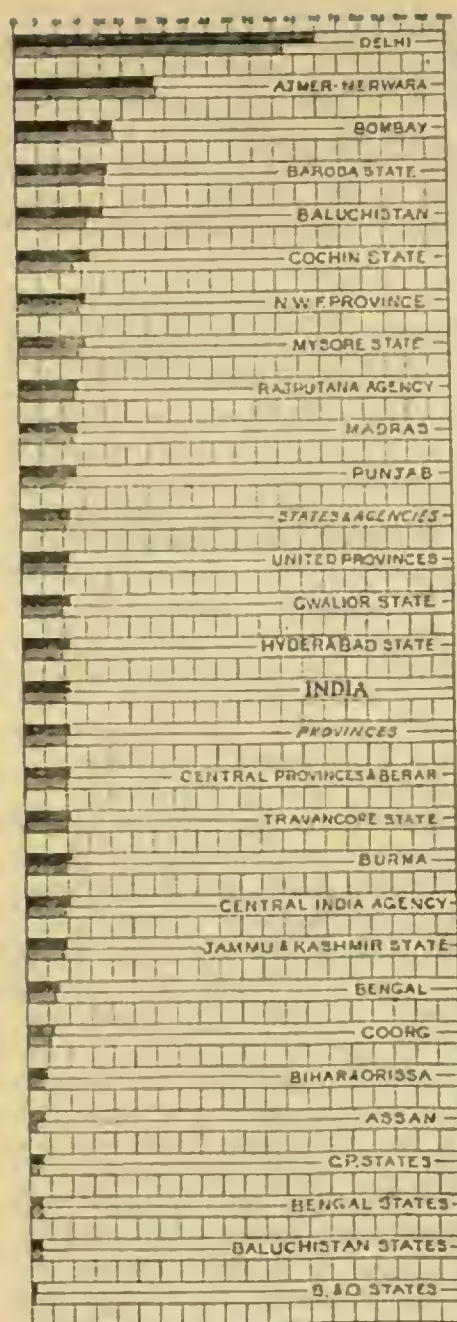 DELHI
AJMER-MERWARA
BOMBAY
BARODA STATE
BALUCHISTAN
COCHIN STATE
N.W.F. PROVINCE
MYSORE STATE
RAJPUTANA AGENCY
MADRAS
PUNJAB
STATES & AGENCIES
UNITED PROVINCES
GWALIOR STATE
HYDERABAD STATE
INDIA
PROVINCES
CENTRAL PROVINCES & BERAR
TRAVANCORE STATE
BURMA
CENTRAL INDIA AGENCY
JAMMU & KASHMIR STATE
BENGAL
COORG
BIHAR & ORISSA
ASSAM
C.P. STATES
BENGAL STATES
BALUCHISTAN STATES
B. & O. STATES